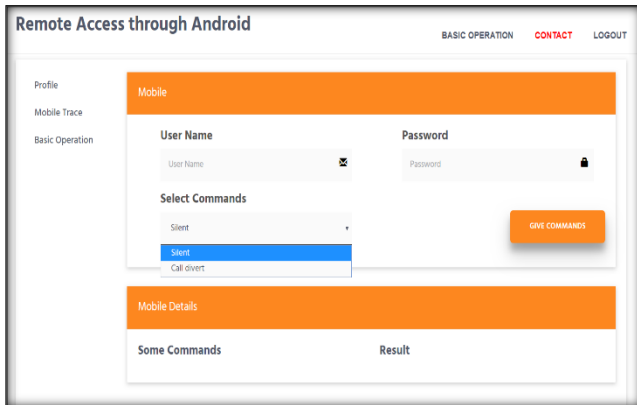 Remote Access through Android
BASIC OPERATION CONTACT LOGOUT
Profile
Mobile Trace
Basic Operation
Mobile
User Name Password
User Name Password
Select Commands
Silent
GIVE COMMANDS
Silent
Call divert
Mobile Details
Some Commands Result